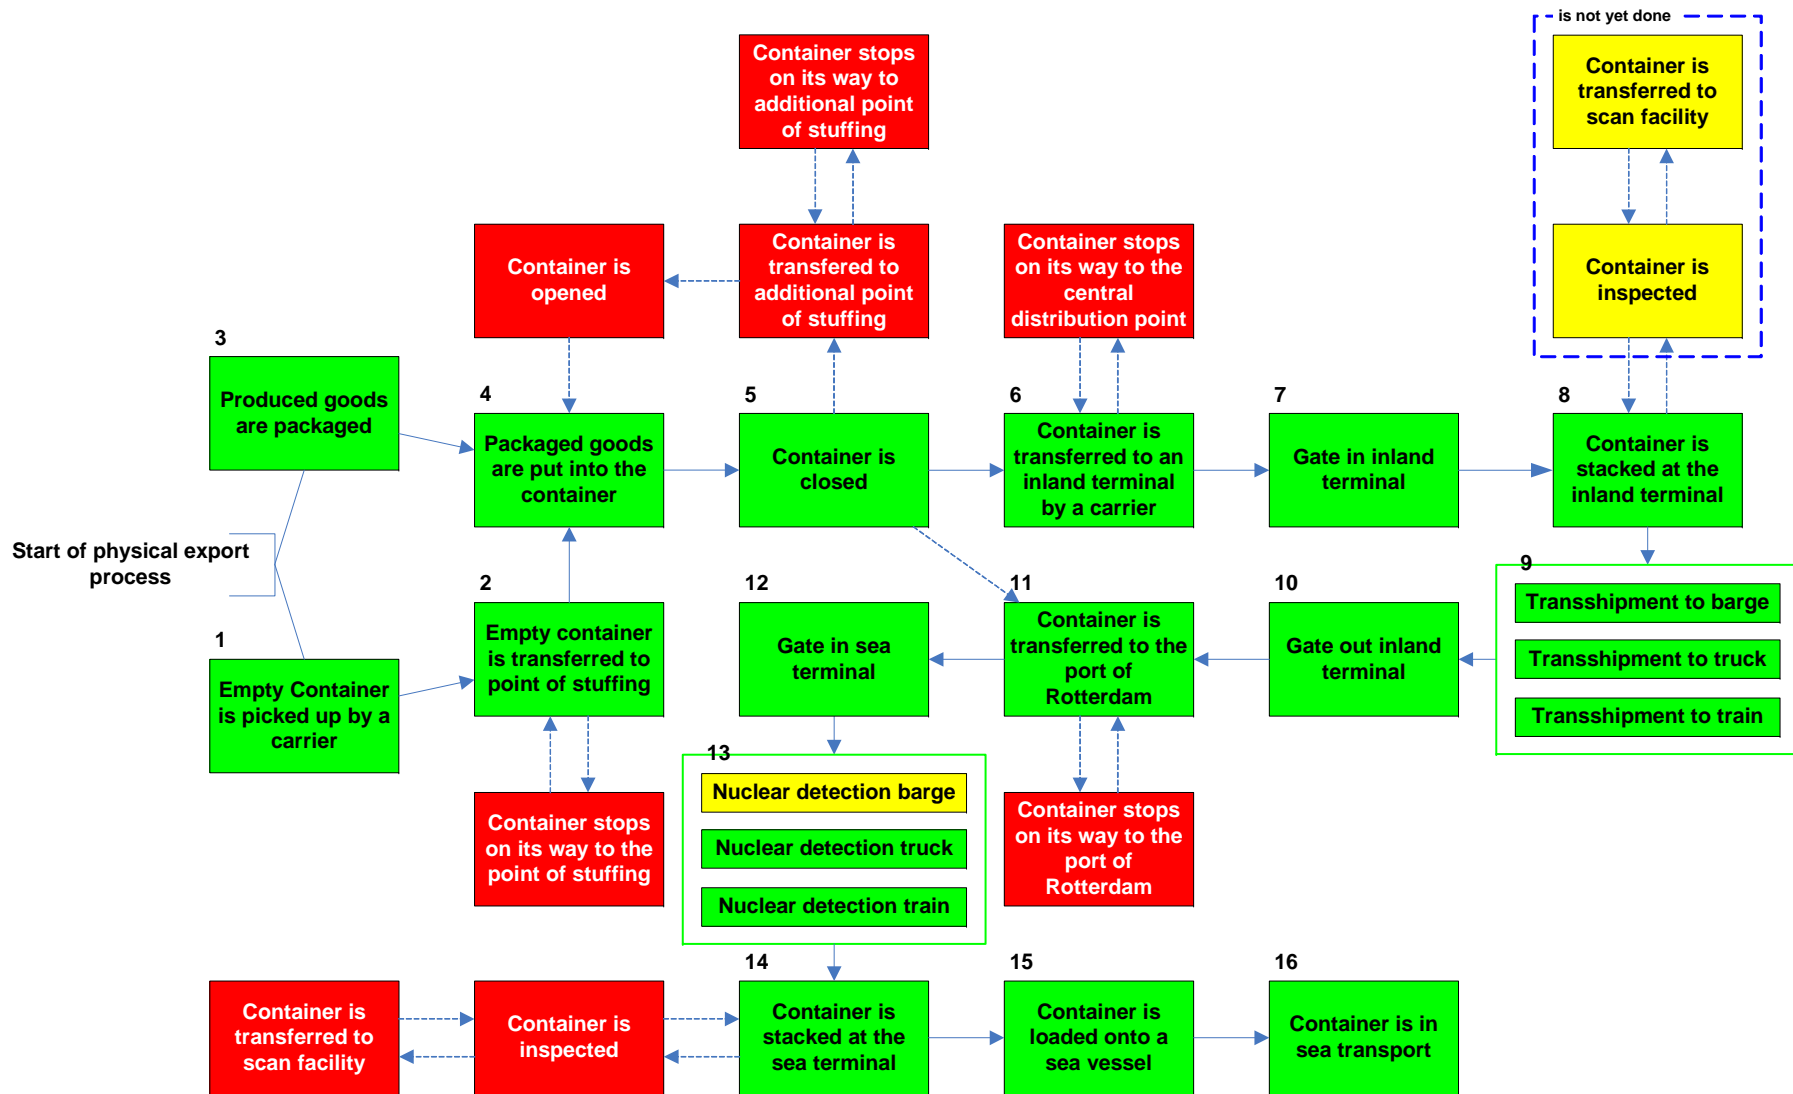 is not yet done
Container stops
on its way to
additional point
of stuffing
Container is
transferred to
scan facility
Container is
opened
Container is
transfered to
additional point
of stuffing
Container stops
on its way to the
central
distribution point
Container is
inspected
3
Produced goods
are packaged
4
Packaged goods
are put into the
container
5
Container is
closed
6
Container is
transferred to an
inland terminal
by a carrier
7
Gate in inland
terminal
8
Container is
stacked at the
inland terminal
Start of physical export
process
1
Empty Container
is picked up by a
carrier
2
Empty container
is transferred to
point of stuffing
12
Gate in sea
terminal
11
Container is
transferred to the
port of
Rotterdam
10
Gate out inland
terminal
9
Transshipment to barge
Transshipment to truck
Transshipment to train
Container stops
on its way to the
point of stuffing
13
Nuclear detection barge
Nuclear detection truck
Nuclear detection train
Container stops
on its way to the
port of
Rotterdam
Container is
transferred to
scan facility
Container is
inspected
14
Container is
stacked at the
sea terminal
15
Container is
loaded onto a
sea vessel
16
Container is in
sea transport